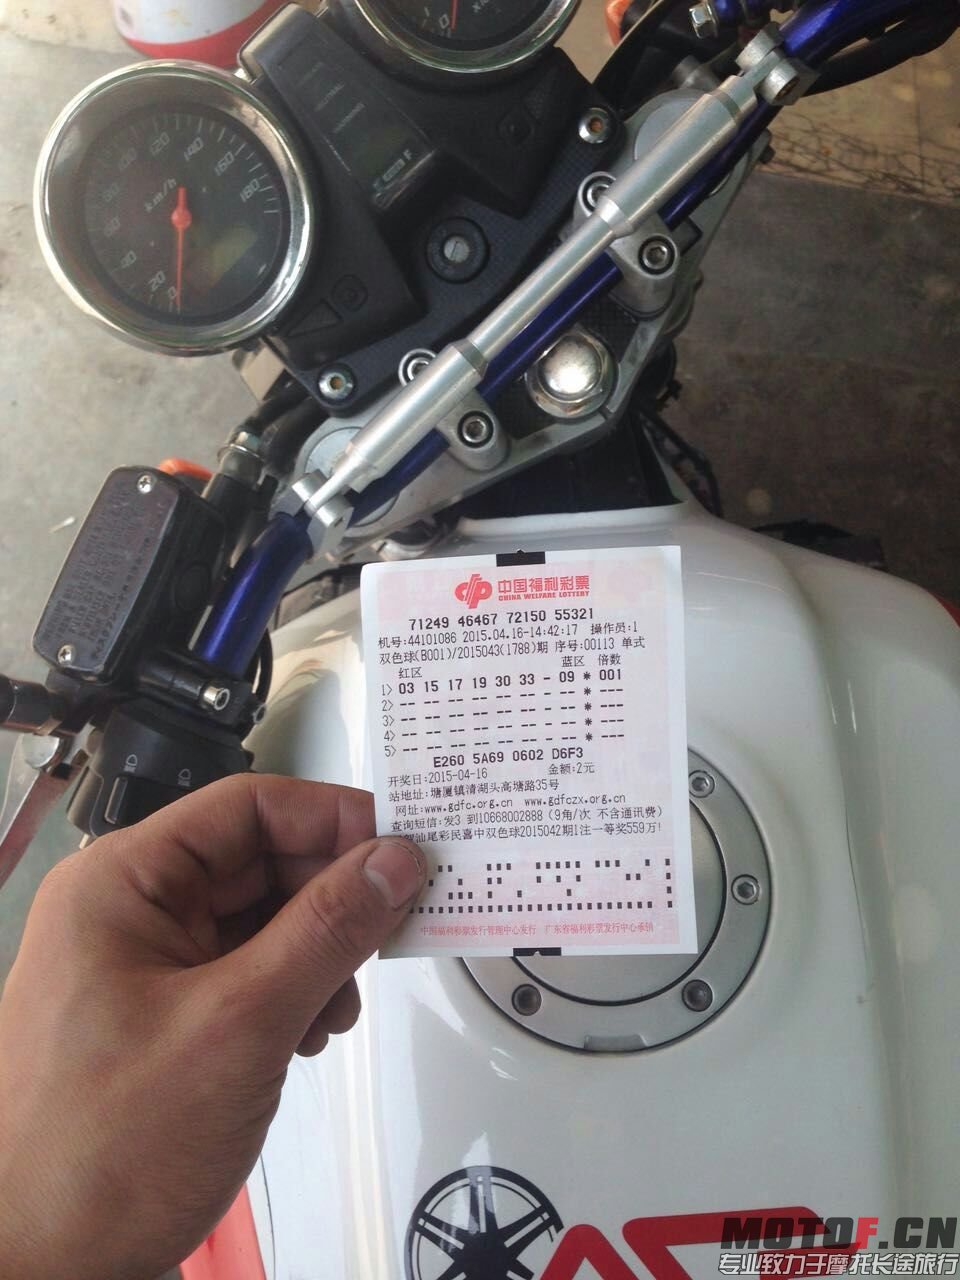 120
140
100
160
80
180
60
km/h
40
20
0
NEUTRAL
F
中国福利彩票
CHINA WELFARE LOTTERY
71249 46467 72150 55321
机号:44101086 2015.04.16-14:42:17 操作员:1
双色球(B001)/2015043(1788)期 序号:00113 单式
红区 蓝区 倍数
1> 03 15 17 19 30 33 - 09 * 001
2> -- -- -- -- -- -- - -- * ---
3> -- -- -- -- -- -- - -- * ---
4> -- -- -- -- -- -- - -- * ---
5> -- -- -- -- -- -- - -- * ---
E260 5A69 0602 D6F3
开奖日:2015-04-16 金额:2元
站地址:塘厦镇清湖头高塘路35号
网址:www.gdfc.org.cn www.gdfczx.org.cn
查询短信:发3 到10668002888(9角/次 不含通讯费)
汕尾彩民喜中双色球2015042期1注一等奖559万!
中国福利彩票发行管理中心发行 广东省福利彩票发行中心承销
MOTOF.CN
专业致力于摩托长途旅行